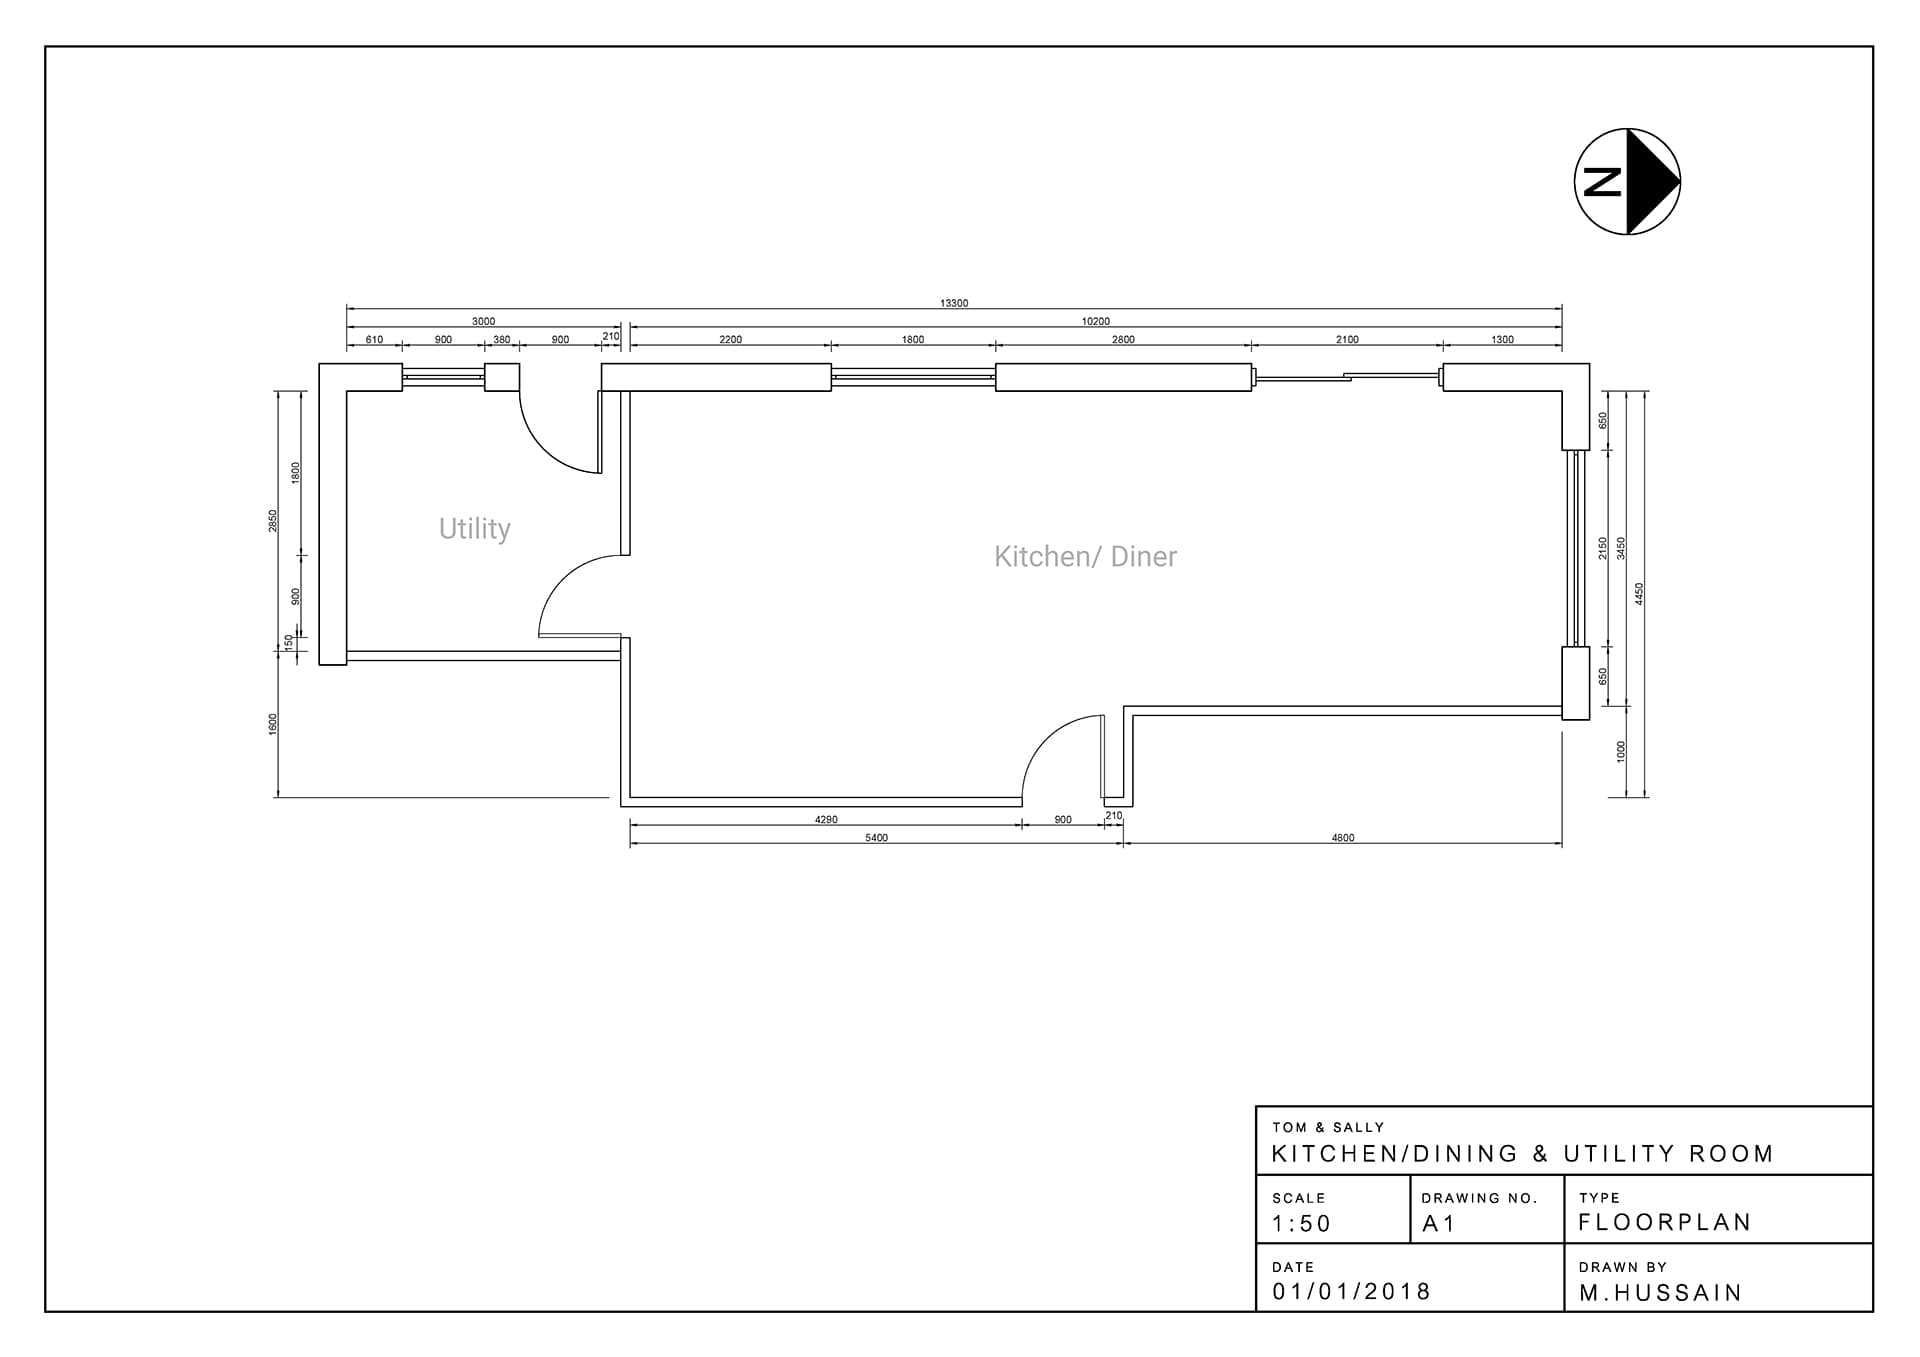 N
13300
3000
10200
610
900
380
900
210
2200
1800
2800
2100
1300
2850
1800
900
150
1600
Utility
Kitchen/ Diner
650
2150
650
3450
1000
4450
4290
900
210
5400
4800
TOM & SALLY
KITCHEN/DINING & UTILITY ROOM
SCALE
1:50
DRAWING NO.
A1
TYPE
FLOORPLAN
DATE
01/01/2018
DRAWN BY
M.HUSSAIN